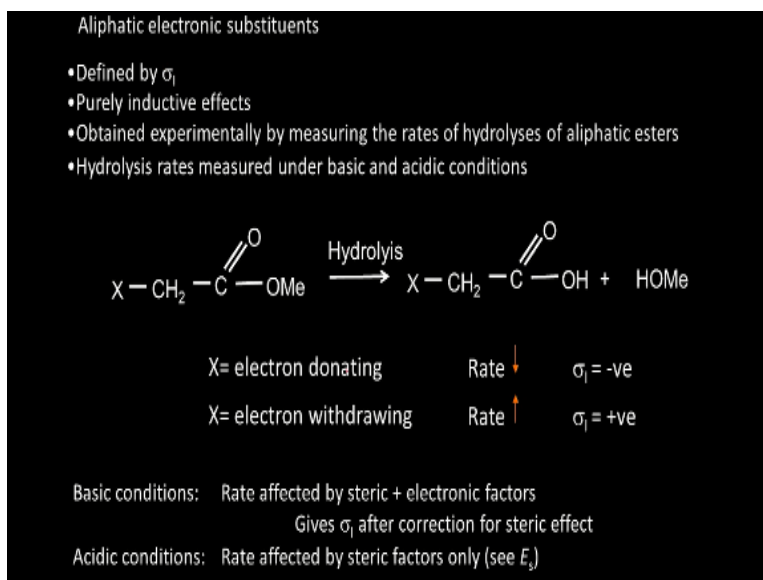 Aliphatic electronic substituents
•Defined by σI
•Purely inductive effects
•Obtained experimentally by measuring the rates of hydrolyses of aliphatic esters
•Hydrolysis rates measured under basic and acidic conditions
X — CH2 — C — OMe Hydrolyis X — CH2 — C — OH + HOMe
O O
X= electron donating Rate ↓ σI = -ve
X= electron withdrawing Rate ↑ σI = +ve
Basic conditions: Rate affected by steric + electronic factors
Gives σI after correction for steric effect
Acidic conditions: Rate affected by steric factors only (see Es)